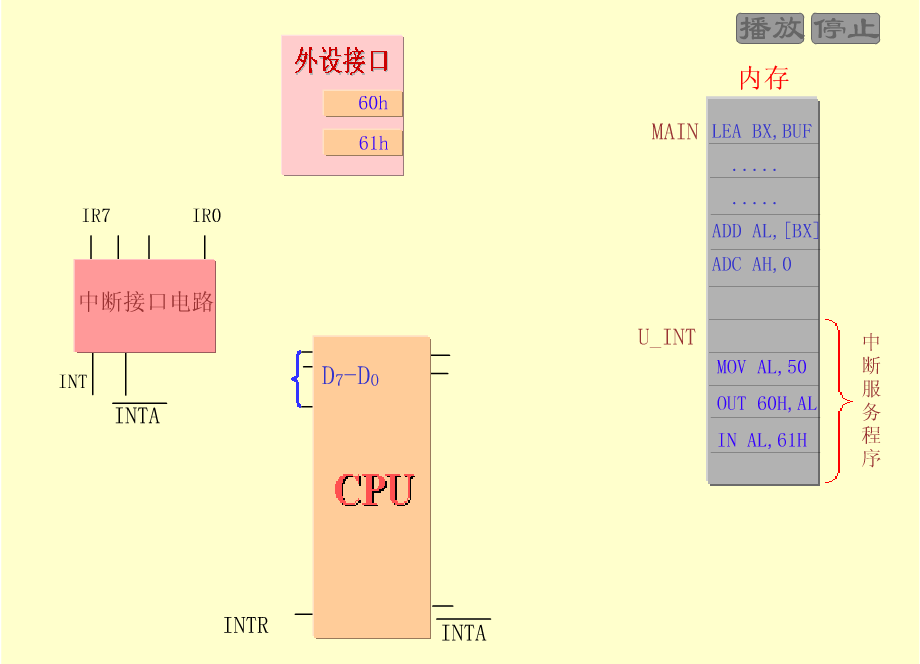 播放 停止
外设接口
60h
61h
内存
MAIN
LEA BX,BUF
.....
.....
ADD AL,[BX]
ADC AH,0
U_INT
MOV AL,50
OUT 60H,AL
IN AL,61H
中断服务程序
IR7 IR0
中断接口电路
INT
INTA
D7-D0
CPU
INTR
INTA